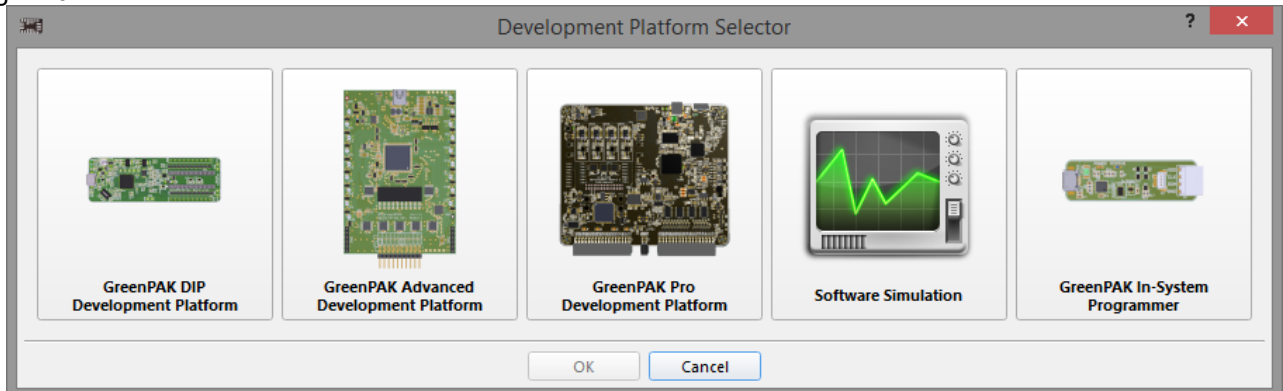 Development Platform Selector
?
GreenPAK DIP
Development Platform
GreenPAK Advanced
Development Platform
GreenPAK Pro
Development Platform
Software Simulation
GreenPAK In-System
Programmer
OK
Cancel